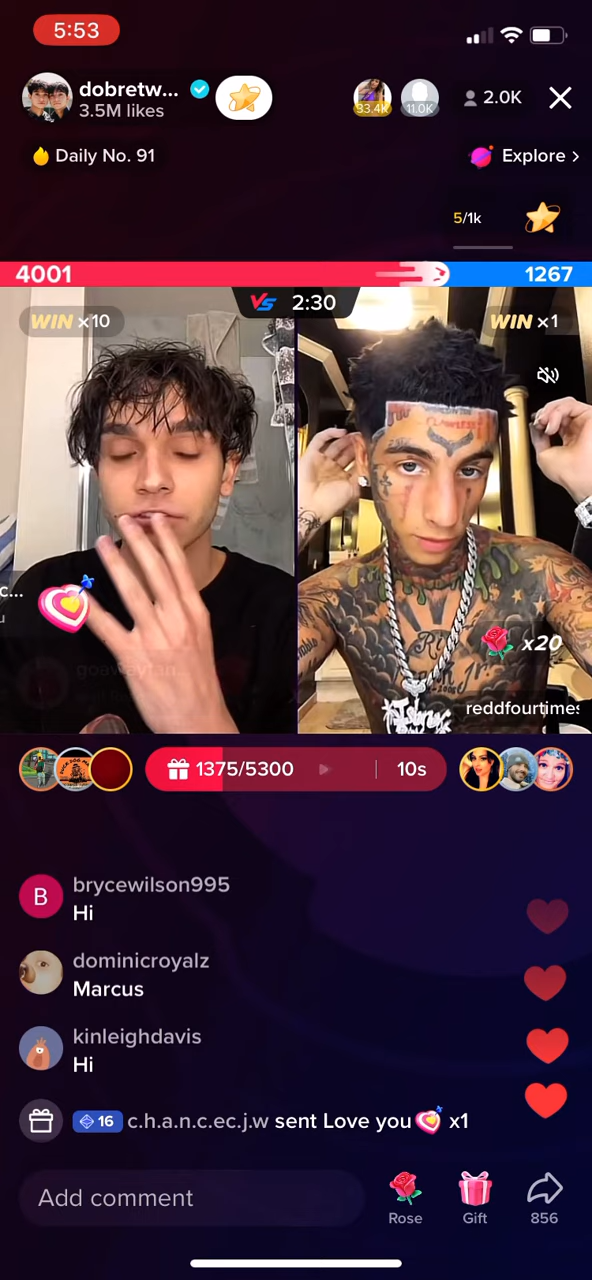 5:53
dobretw...
3.5M likes
93.4K
11.0K
2.0K
Daily No. 91
Explore >
5/1k
4001
1267
VS 2:30
WIN x10
WIN x1
c...
x20
reddfourtimes
1375/5300
10s
B
brycewilson995
Hi
dominicroyalz
Marcus
kinleighdavis
Hi
16 c.h.a.n.c.ec.j.w sent Love you x1
Add comment
Rose
Gift
856